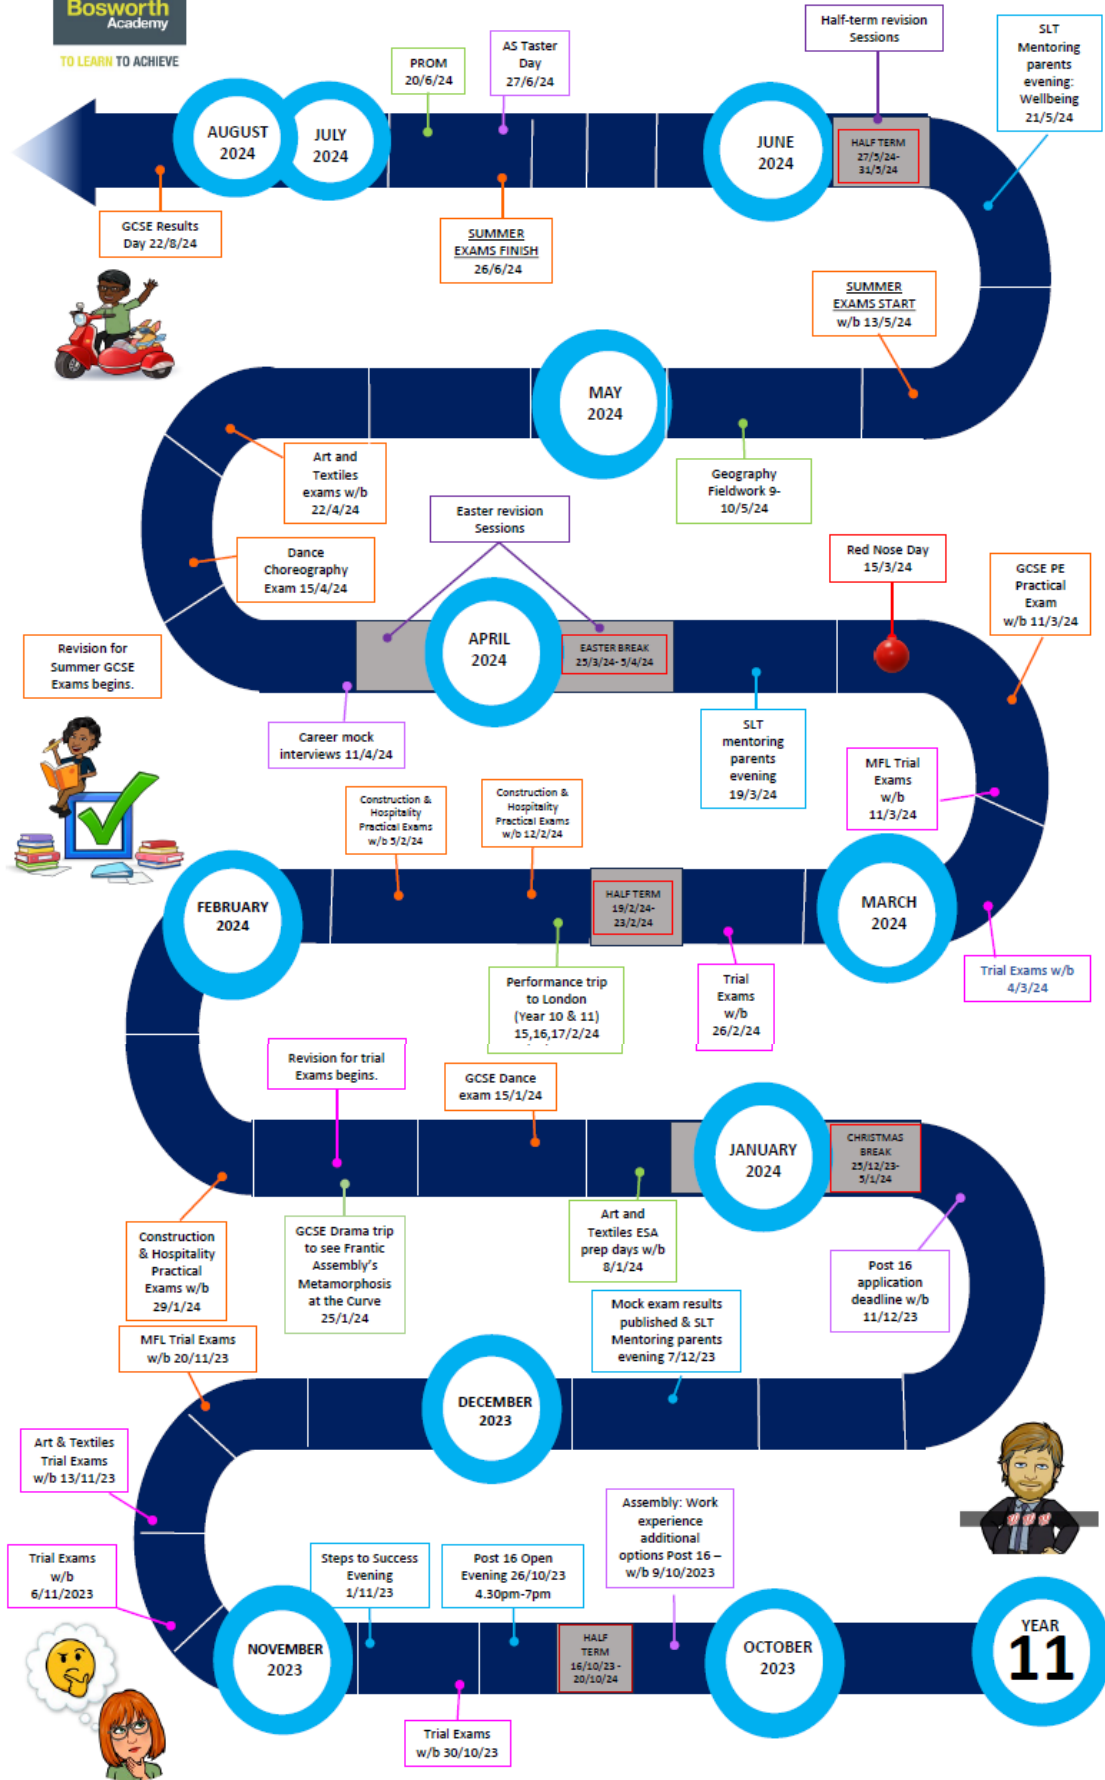 Bosworth
Academy
TO LEARN TO ACHIEVE
Half-term revision
Sessions
SLT
Mentoring
parents
evening:
Wellbeing
21/5/24
AS Taster
Day
27/6/24
PROM
20/6/24
AUGUST
2024
JULY
2024
JUNE
2024
HALF TERM
27/5/24-
31/5/24
GCSE Results
Day 22/8/24
SUMMER
EXAMS FINISH
26/6/24
SUMMER
EXAMS START
w/b 13/5/24
MAY
2024
Art and
Textiles
exams w/b
22/4/24
Geography
Fieldwork 9-
10/5/24
Easter revision
Sessions
Dance
Choreography
Exam 15/4/24
Red Nose Day
15/3/24
GCSE PE
Practical
Exam
w/b 11/3/24
APRIL
2024
EASTER BREAK
25/3/24- 5/4/24
Revision for
Summer GCSE
Exams begins.
Career mock
interviews 11/4/24
SLT
mentoring
parents
evening
19/3/24
MFL Trial
Exams
w/b
11/3/24
Construction &
Hospitality
Practical Exams
w/b 5/2/24
Construction &
Hospitality
Practical Exams
w/b 12/2/24
FEBRUARY
2024
HALF TERM
19/2/24-
23/2/24
MARCH
2024
Performance trip
to London
(Year 10 & 11)
15,16,17/2/24
Trial
Exams
w/b
26/2/24
Trial Exams w/b
4/3/24
Revision for trial
Exams begins.
GCSE Dance
exam 15/1/24
JANUARY
2024
CHRISTMAS
BREAK
25/12/23-
5/1/24
Construction
& Hospitality
Practical
Exams w/b
29/1/24
GCSE Drama trip
to see Frantic
Assembly's
Metamorphosis
at the Curve
25/1/24
Art and
Textiles ESA
prep days w/b
8/1/24
Post 16
application
deadline w/b
11/12/23
Mock exam results
published & SLT
Mentoring parents
evening 7/12/23
MFL Trial Exams
w/b 20/11/23
DECEMBER
2023
Art & Textiles
Trial Exams
w/b 13/11/23
Assembly: Work
experience
additional
options Post 16 –
w/b 9/10/2023
Trial Exams
w/b
6/11/2023
Steps to Success
Evening
1/11/23
Post 16 Open
Evening 26/10/23
4.30pm-7pm
NOVEMBER
2023
HALF
TERM
16/10/23 -
20/10/24
OCTOBER
2023
YEAR
11
Trial Exams
w/b 30/10/23